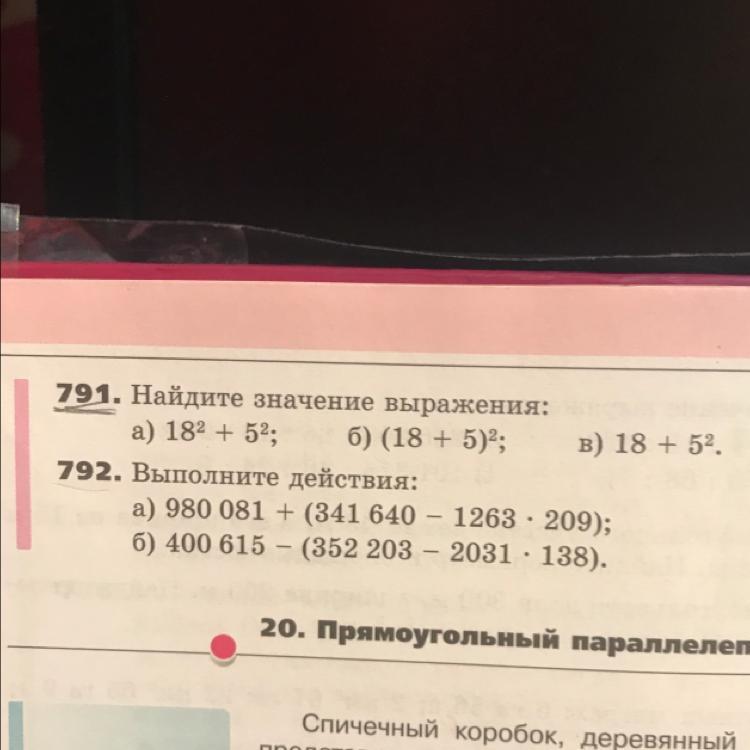 791. Найдите значение выражения:
а) 18² + 5²; б) (18 + 5)²; в) 18 + 5².
792. Выполните действия:
а) 980 081 + (341 640 − 1263 · 209);
б) 400 615 − (352 203 − 2031 · 138).
20. Прямоугольный
Спичечный коробок, деревянный